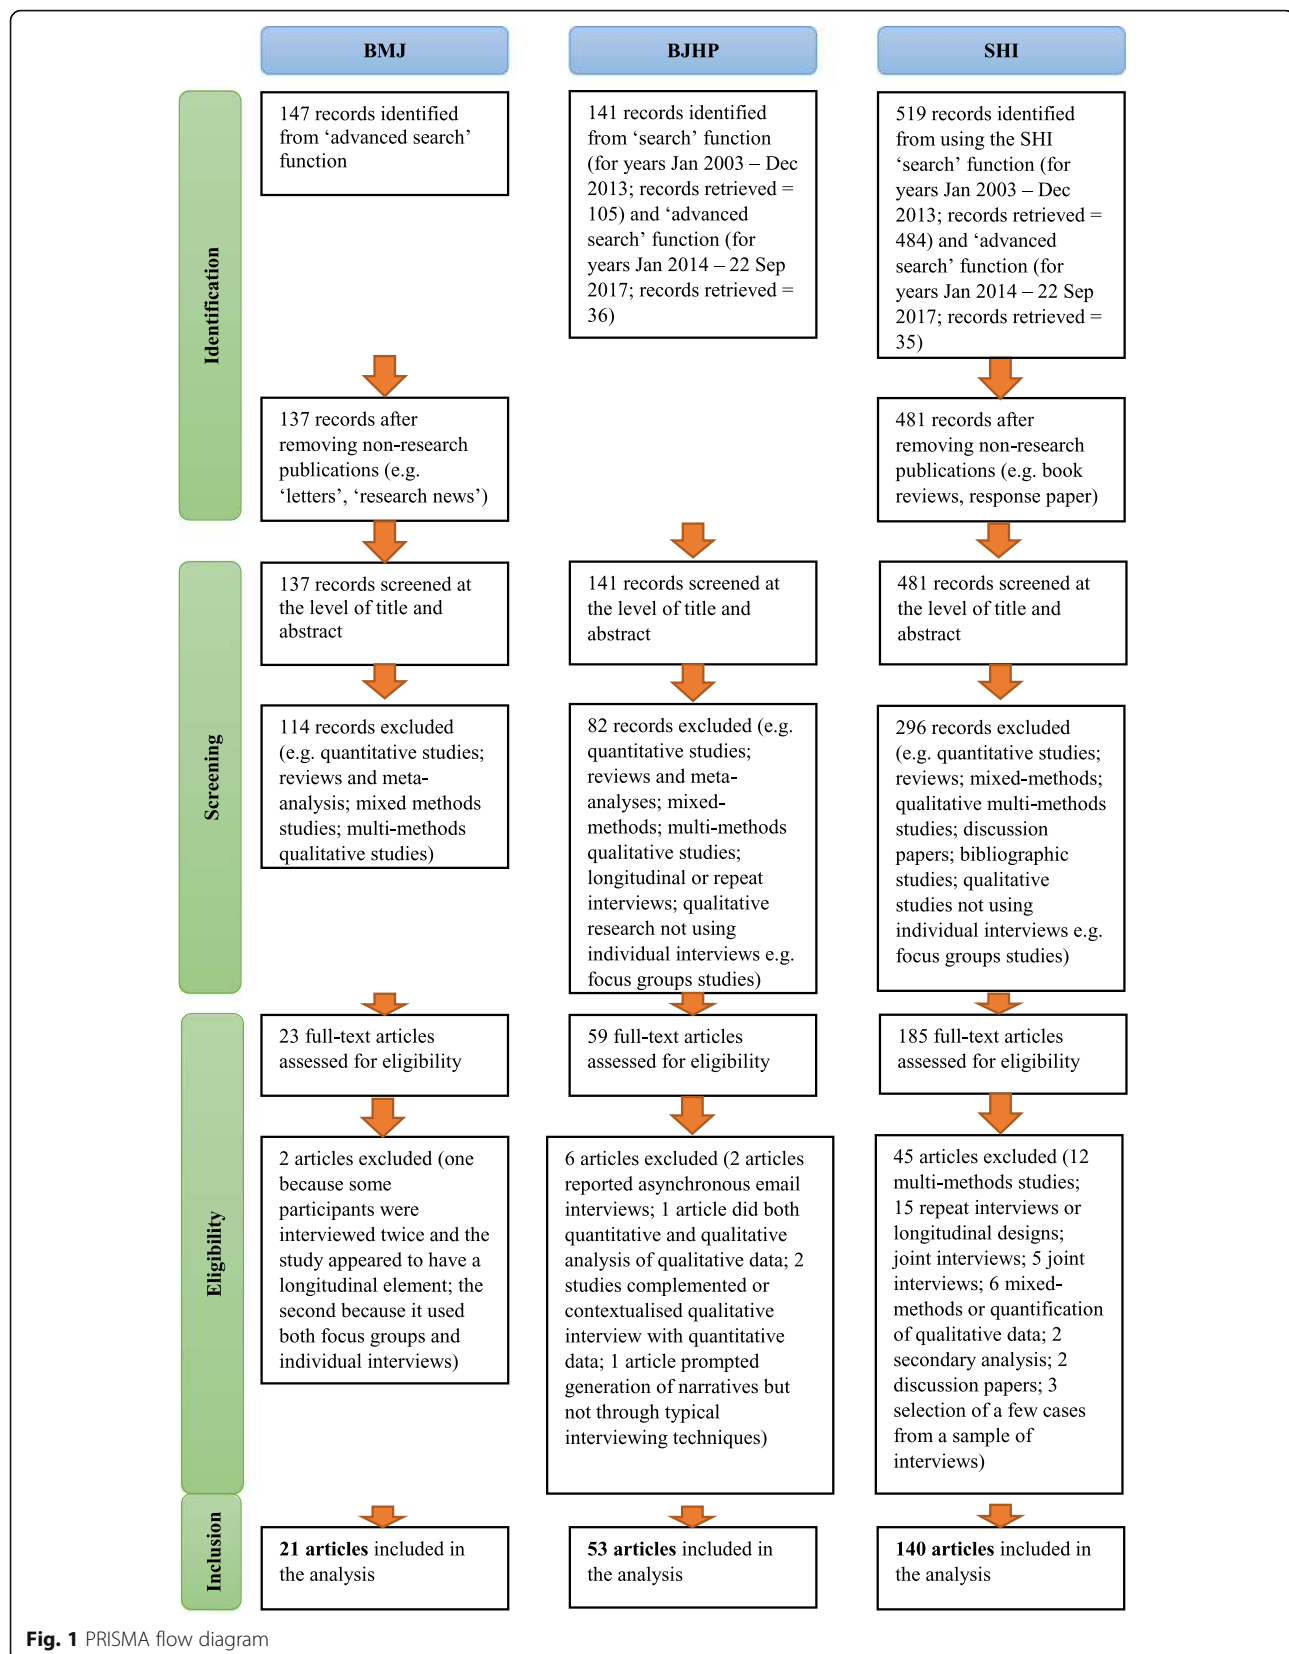 BMJ
BJHP
SHI
Identification
147 records identified
from ‘advanced search’
function
141 records identified
from ‘search’ function
(for years Jan 2003 – Dec
2013; records retrieved =
105) and ‘advanced
search’ function (for
years Jan 2014 – 22 Sep
2017; records retrieved =
36)
519 records identified
from using the SHI
‘search’ function (for
years Jan 2003 – Dec
2013; records retrieved =
484) and ‘advanced
search’ function (for
years Jan 2014 – 22 Sep
2017; records retrieved =
35)
137 records after
removing non-research
publications (e.g.
‘letters’, ‘research news’)
481 records after
removing non-research
publications (e.g. book
reviews, response paper)
Screening
137 records screened at
the level of title and
abstract
141 records screened at
the level of title and
abstract
481 records screened at
the level of title and
abstract
114 records excluded
(e.g. quantitative studies;
reviews and meta-
analysis; mixed methods
studies; multi-methods
qualitative studies)
82 records excluded (e.g.
quantitative studies;
reviews and meta-
analyses; mixed-
methods; multi-methods
qualitative studies;
longitudinal or repeat
interviews; qualitative
research not using
individual interviews e.g.
focus groups studies)
296 records excluded
(e.g. quantitative studies;
reviews; mixed-methods;
qualitative multi-methods
studies; discussion
papers; bibliographic
studies; qualitative
studies not using
individual interviews e.g.
focus groups studies)
Eligibility
23 full-text articles
assessed for eligibility
59 full-text articles
assessed for eligibility
185 full-text articles
assessed for eligibility
2 articles excluded (one
because some
participants were
interviewed twice and the
study appeared to have a
longitudinal element; the
second because it used
both focus groups and
individual interviews)
6 articles excluded (2 articles
reported asynchronous email
interviews; 1 article did both
quantitative and qualitative
analysis of qualitative data; 2
studies complemented or
contextualised qualitative
interview with quantitative
data; 1 article prompted
generation of narratives but
not through typical
interviewing techniques)
45 articles excluded (12
multi-methods studies;
15 repeat interviews or
longitudinal designs;
joint interviews; 5 joint
interviews; 6 mixed-
methods or quantification
of qualitative data; 2
secondary analysis; 2
discussion papers; 3
selection of a few cases
from a sample of
interviews)
Inclusion
21 articles included in
the analysis
53 articles included in
the analysis
140 articles included in
the analysis
Fig. 1 PRISMA flow diagram